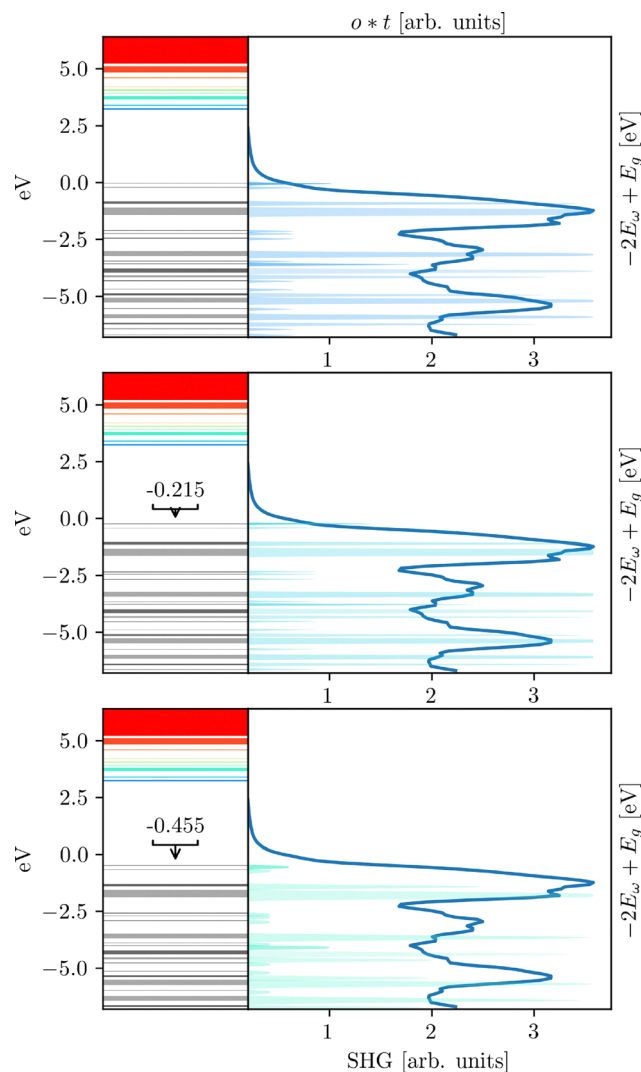 o * t [arb. units]
5.0
2.5
0.0
−2.5
−5.0
eV
−2E_ω + E_g [eV]
1 2 3
5.0
2.5
0.0
−2.5
−5.0
eV
-0.215
−2E_ω + E_g [eV]
1 2 3
5.0
2.5
0.0
−2.5
−5.0
eV
-0.455
−2E_ω + E_g [eV]
1 2 3
SHG [arb. units]